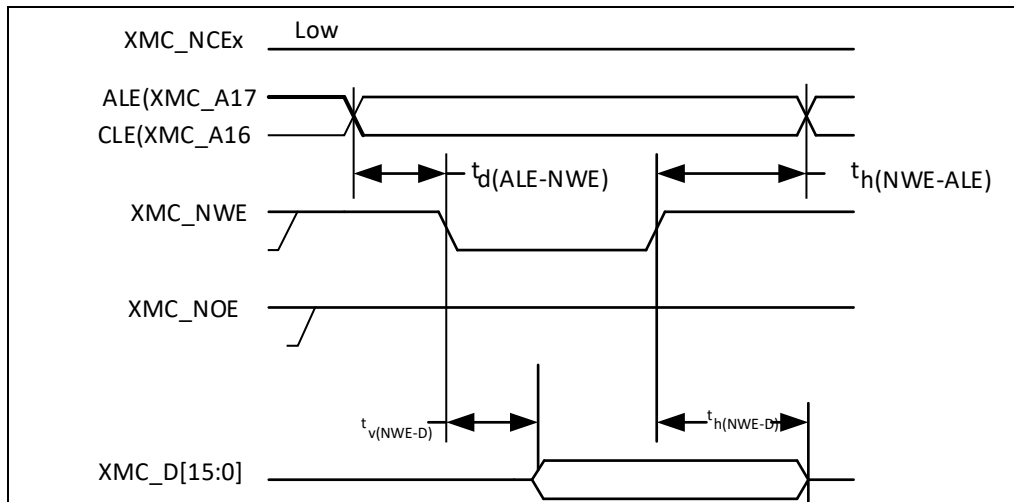 XMC_NCEx
Low
ALE(XMC_A17
CLE(XMC_A16
td(ALE-NWE)
th(NWE-ALE)
XMC_NWE
XMC_NOE
tv(NWE-D)
th(NWE-D)
XMC_D[15:0]